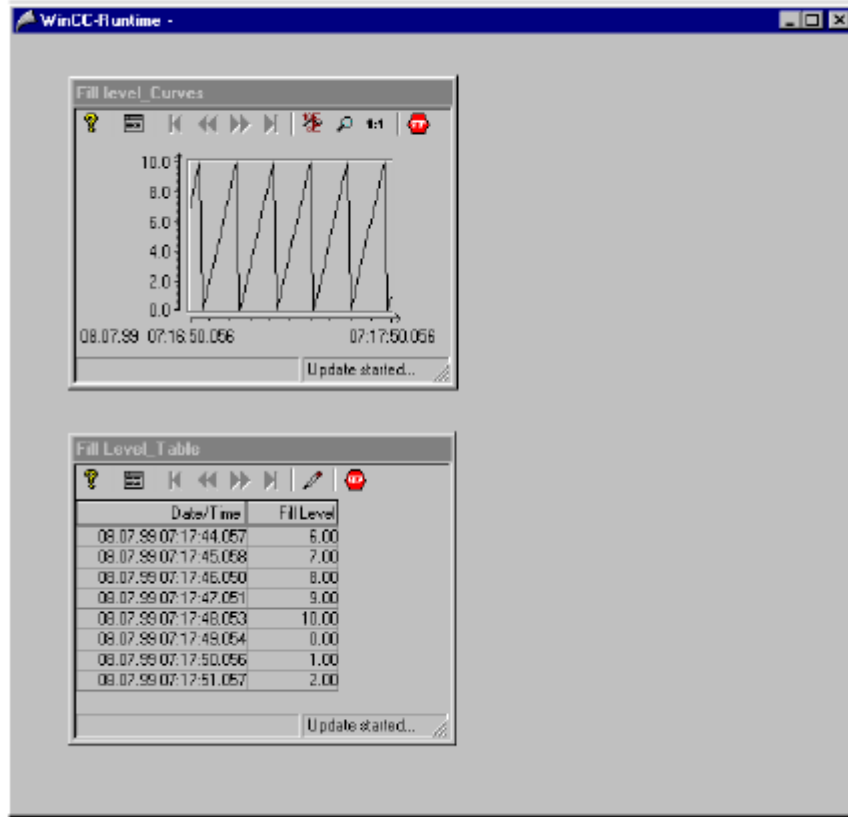 WinCC-Runtime -
Fill level_Curves
1:1
10.0
8.0
6.0
4.0
2.0
0.0
08.07.99 07:16:50.056 07:17:50.056
Update started...
Fill Level_Table
Date/Time Fill Level
08.07.99 07:17:44.057 6.00
08.07.99 07:17:45.058 7.00
08.07.99 07:17:46.050 8.00
08.07.99 07:17:47.051 9.00
08.07.99 07:17:48.053 10.00
08.07.99 07:17:49.054 0.00
08.07.99 07:17:50.056 1.00
08.07.99 07:17:51.057 2.00
Update started...